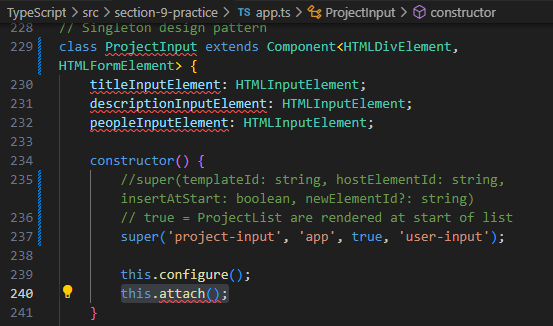 TypeScript > src > section-9-practice > TS app.ts > ProjectInput > constructor
228 // Singleton design pattern
229 class ProjectInput extends Component<HTMLDivElement,
HTMLFormElement> {
230 titleInputElement: HTMLInputElement;
231 descriptionInputElement: HTMLInputElement;
232 peopleInputElement: HTMLInputElement;
233
234 constructor() {
235 //super(templateId: string, hostElementId: string,
insertAtStart: boolean, newElementId?: string)
236 // true = ProjectList are rendered at start of list
237 super('project-input', 'app', true, 'user-input');
238
239 this.configure();
240 this.attach();
241 }